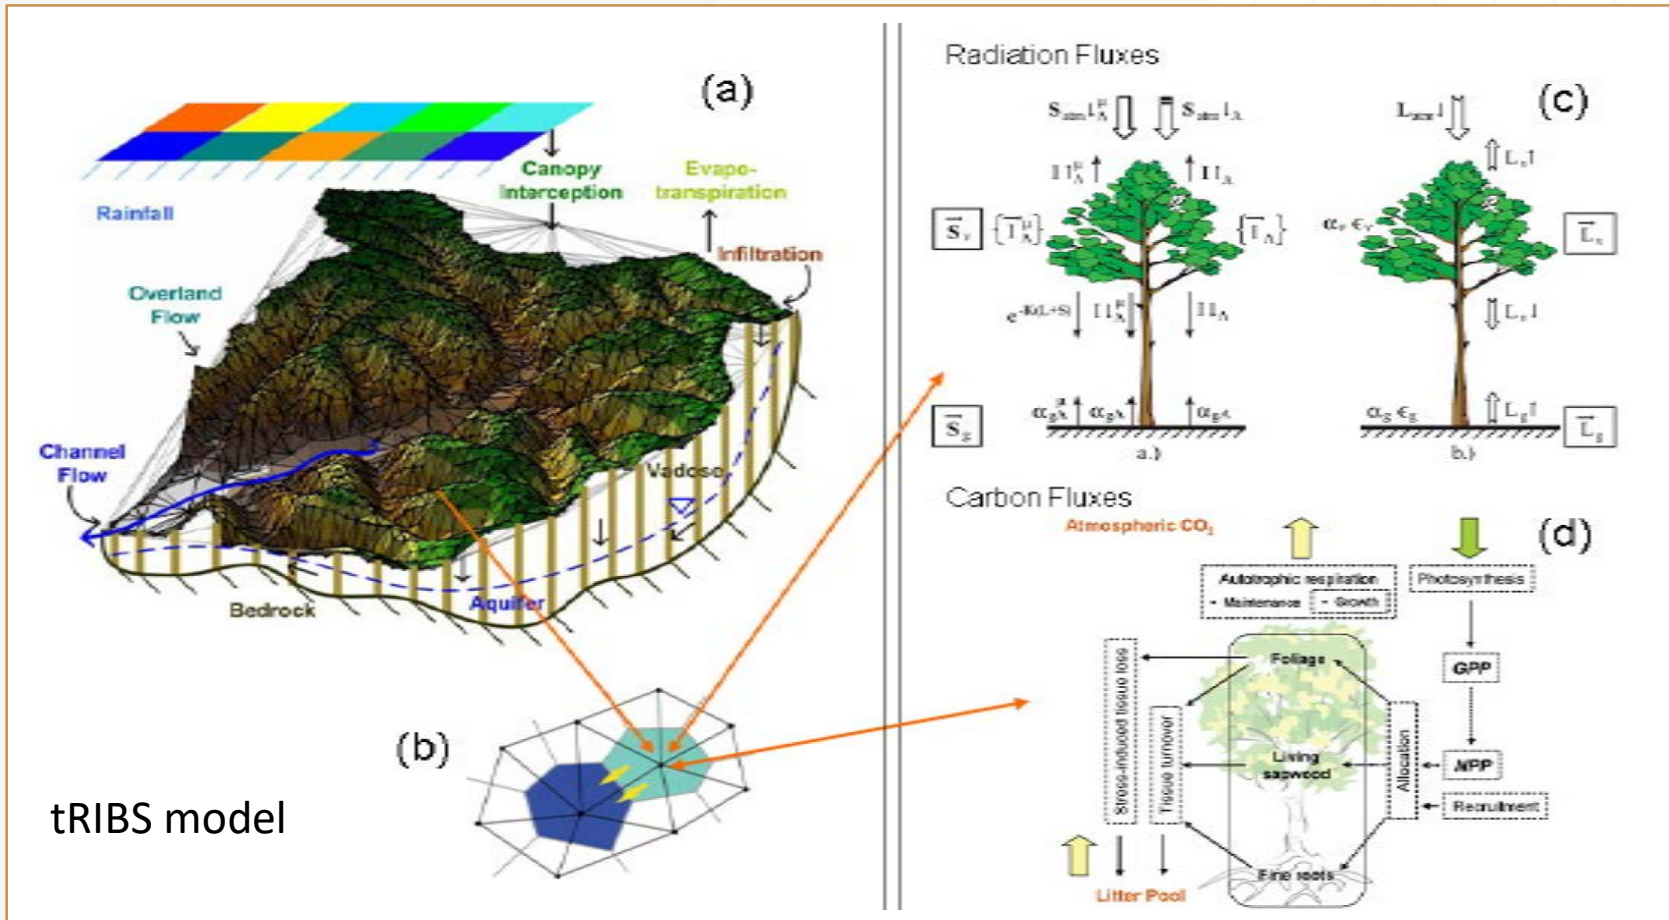 (a)
Canopy
Interception
Evapo-
transpiration
Rainfall
Infiltration
Overland
Flow
Channel
Flow
Vadose
Bedrock
Aquifer
(b)
tRIBS model
Radiation Fluxes
(c)
a.)
b.)
Carbon Fluxes
(d)
Atmospheric CO₂
Autotrophic respiration
• Maintenance
• Growth
Photosynthesis
Foliage
GPP
Stress-induced tissue loss
Tissue turnover
Living
sapwood
Allocation
NPP
Recruitment
Fine roots
Litter Pool